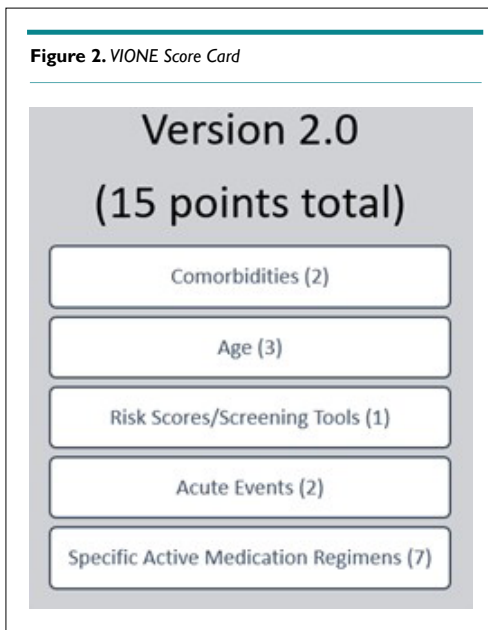 Figure 2. VIONE Score Card
Version 2.0
(15 points total)
Comorbidities (2)
Age (3)
Risk Scores/Screening Tools (1)
Acute Events (2)
Specific Active Medication Regimens (7)